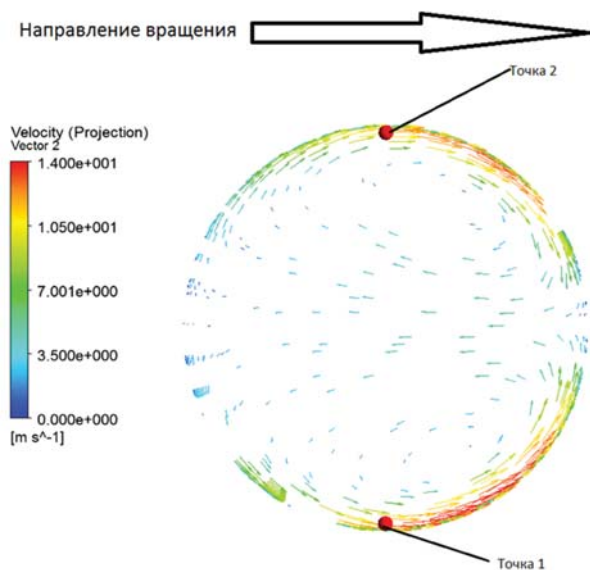 Направление вращения
Точка 2
Velocity (Projection)
Vector 2
1.400e+001
1.050e+001
7.001e+000
3.500e+000
0.000e+000
[m s^-1]
Точка 1